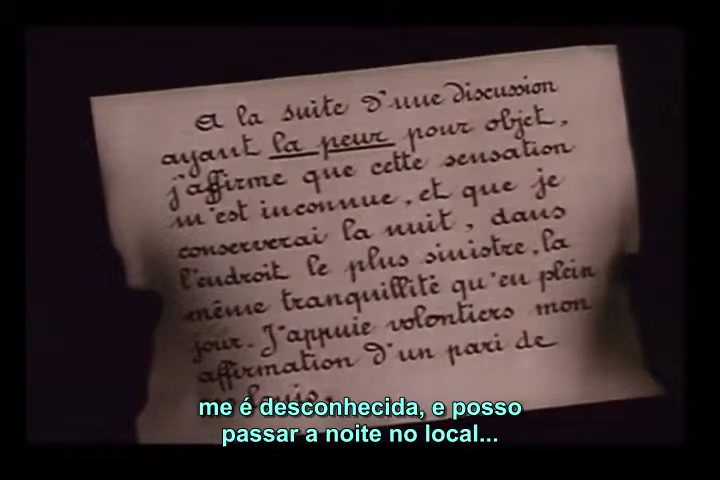 A la suite d'une discussion
ayant la peur pour objet,
j'affirme que cette sensation
m'est inconnue, et que je
conserverai la nuit, dans
l'endroit le plus sinistre, la
même tranquillité qu'en plein
jour. J'appuie volontiers mon
affirmation d'un pari de
me é desconhecida, e posso
passar a noite no local...